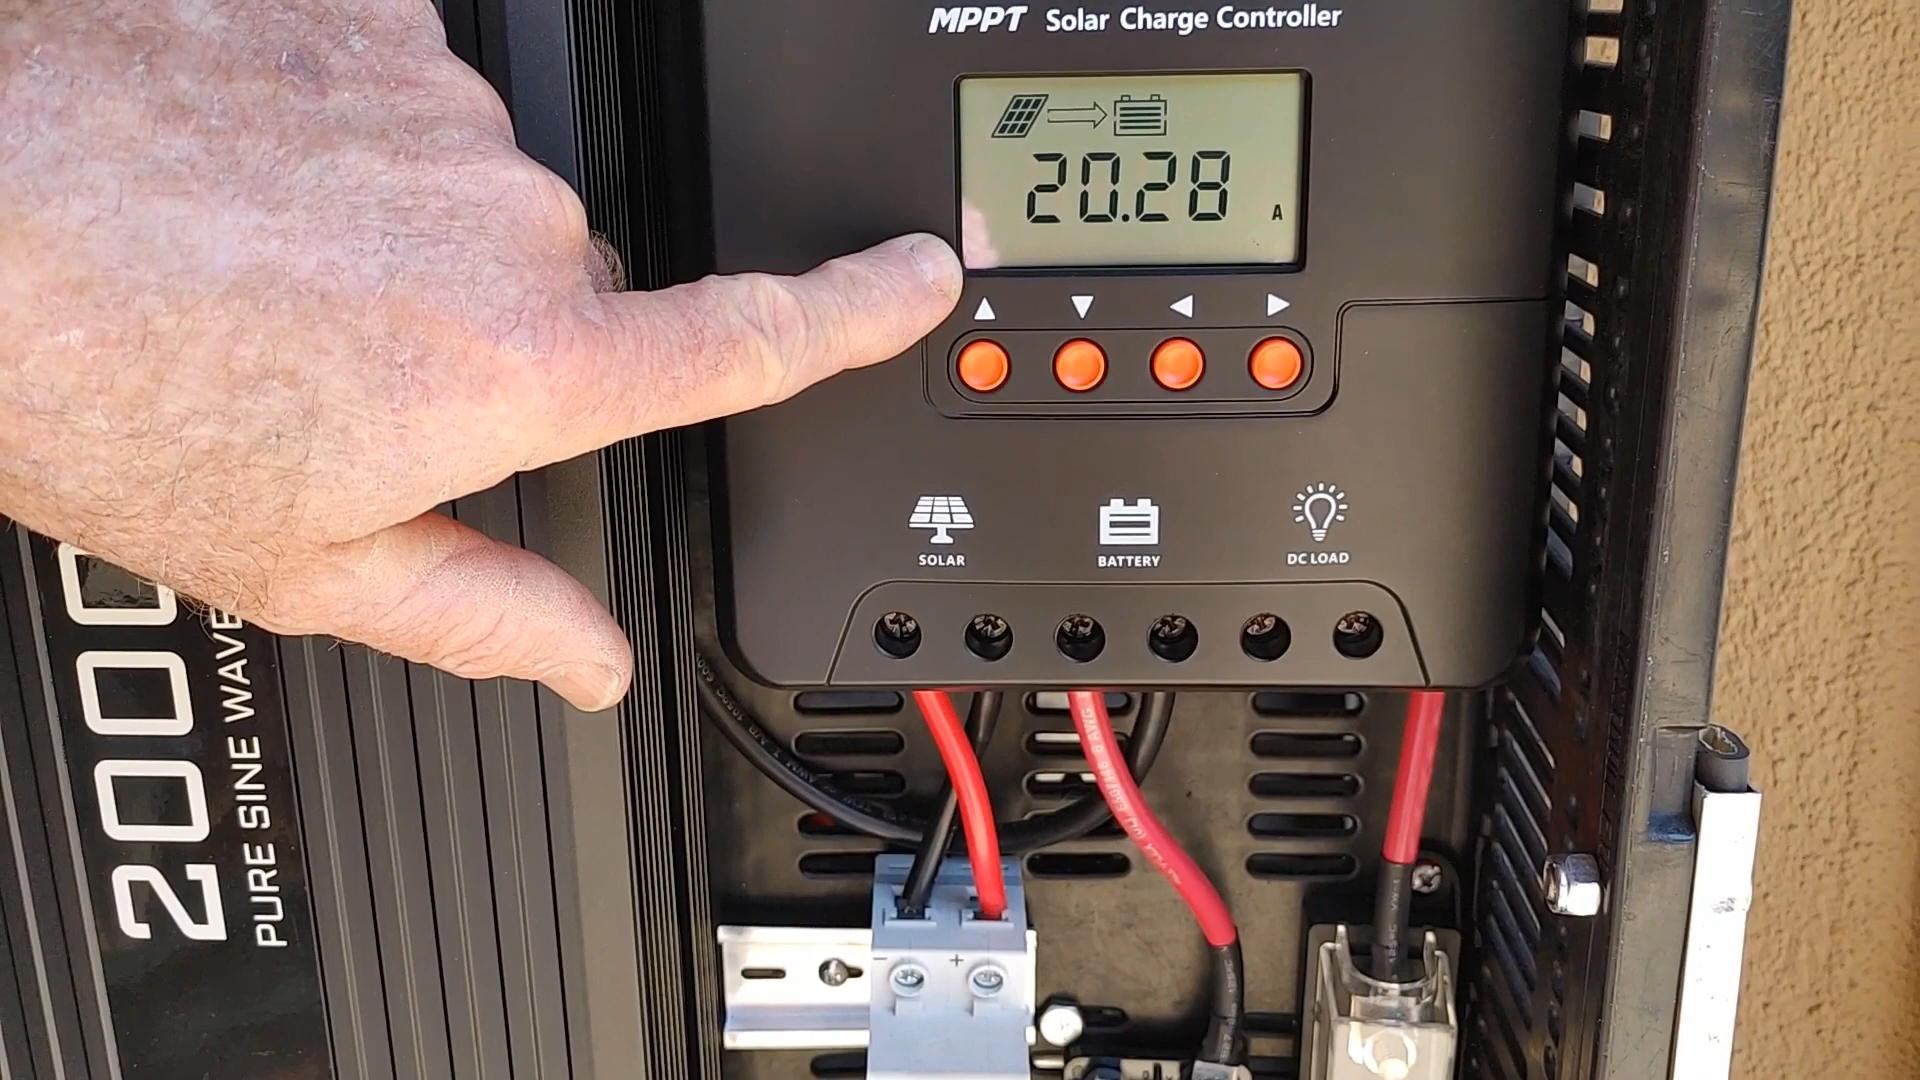 MPPT Solar Charge Controller
20.28 A
SOLAR
BATTERY
DC LOAD
2000
PURE SINE WAVE
- +